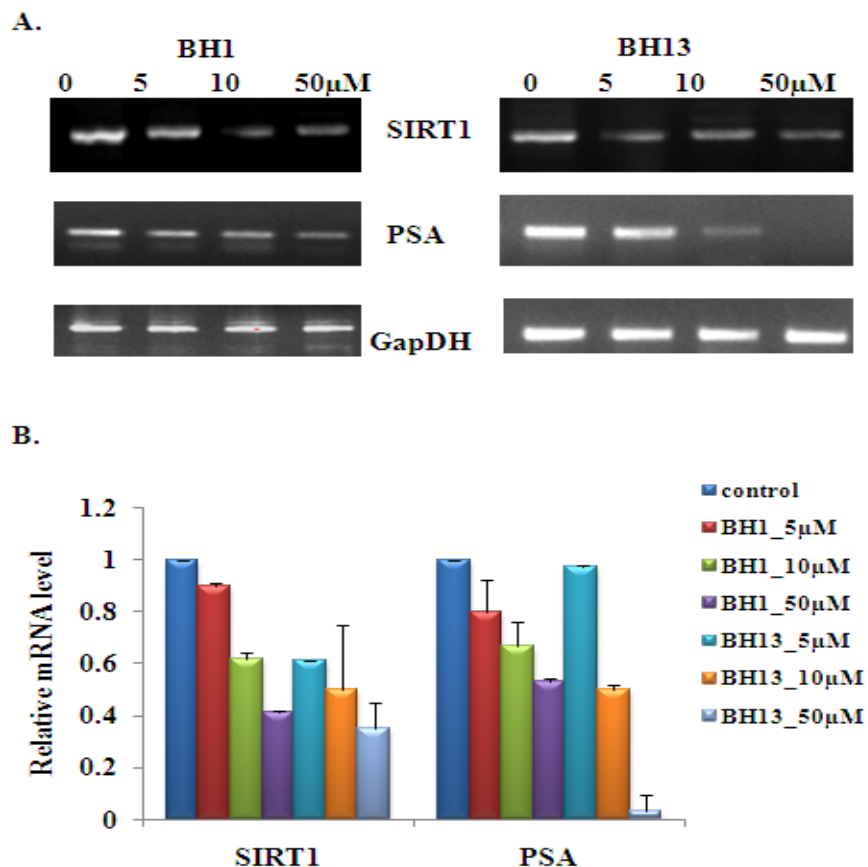 A.
BH1
0 5 10 50µM
BH13
0 5 10 50µM
SIRT1
PSA
GapDH
B.
Relative mRNA level
1.2
1
0.8
0.6
0.4
0.2
0
SIRT1 PSA
control
BH1_5µM
BH1_10µM
BH1_50µM
BH13_5µM
BH13_10µM
BH13_50µM